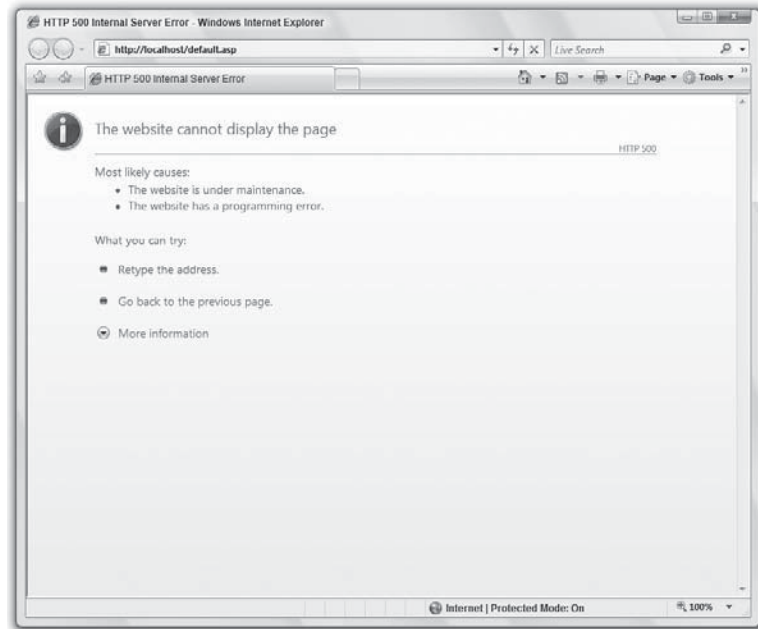 HTTP 500 Internal Server Error - Windows Internet Explorer
http://localhost/default.asp
Live Search
HTTP 500 Internal Server Error
Page
Tools
The website cannot display the page
HTTP 500
Most likely causes:
The website is under maintenance.
The website has a programming error.
What you can try:
Retype the address.
Go back to the previous page.
More information
Internet | Protected Mode: On
100%